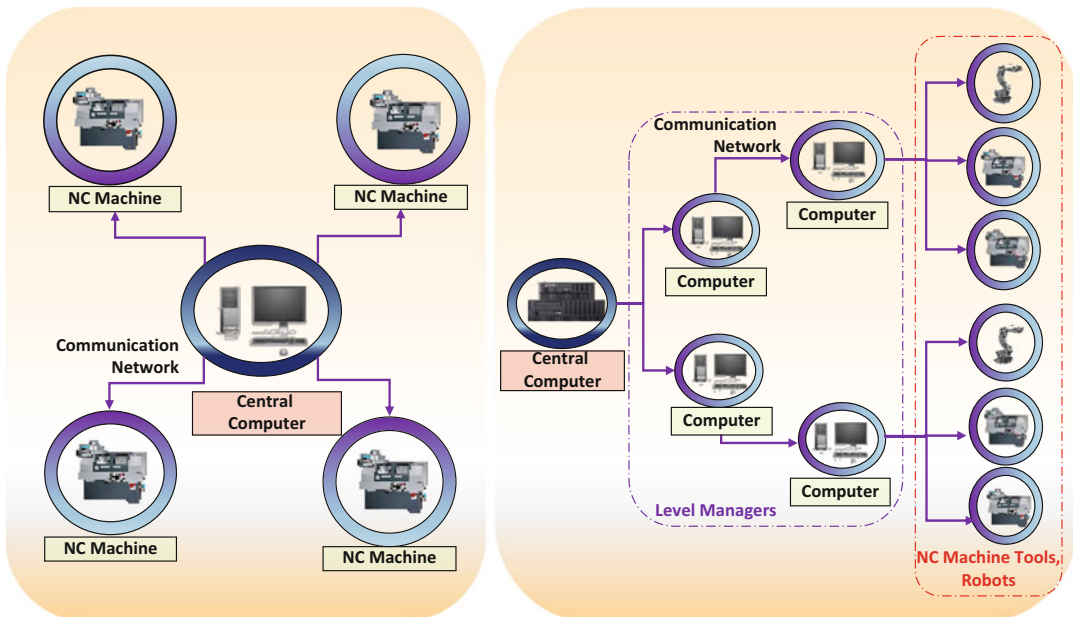 NC Machine
NC Machine
Communication
Network
Central
Computer
NC Machine
NC Machine
Communication
Network
Computer
Computer
Central
Computer
Computer
Computer
Level Managers
NC Machine Tools,
Robots